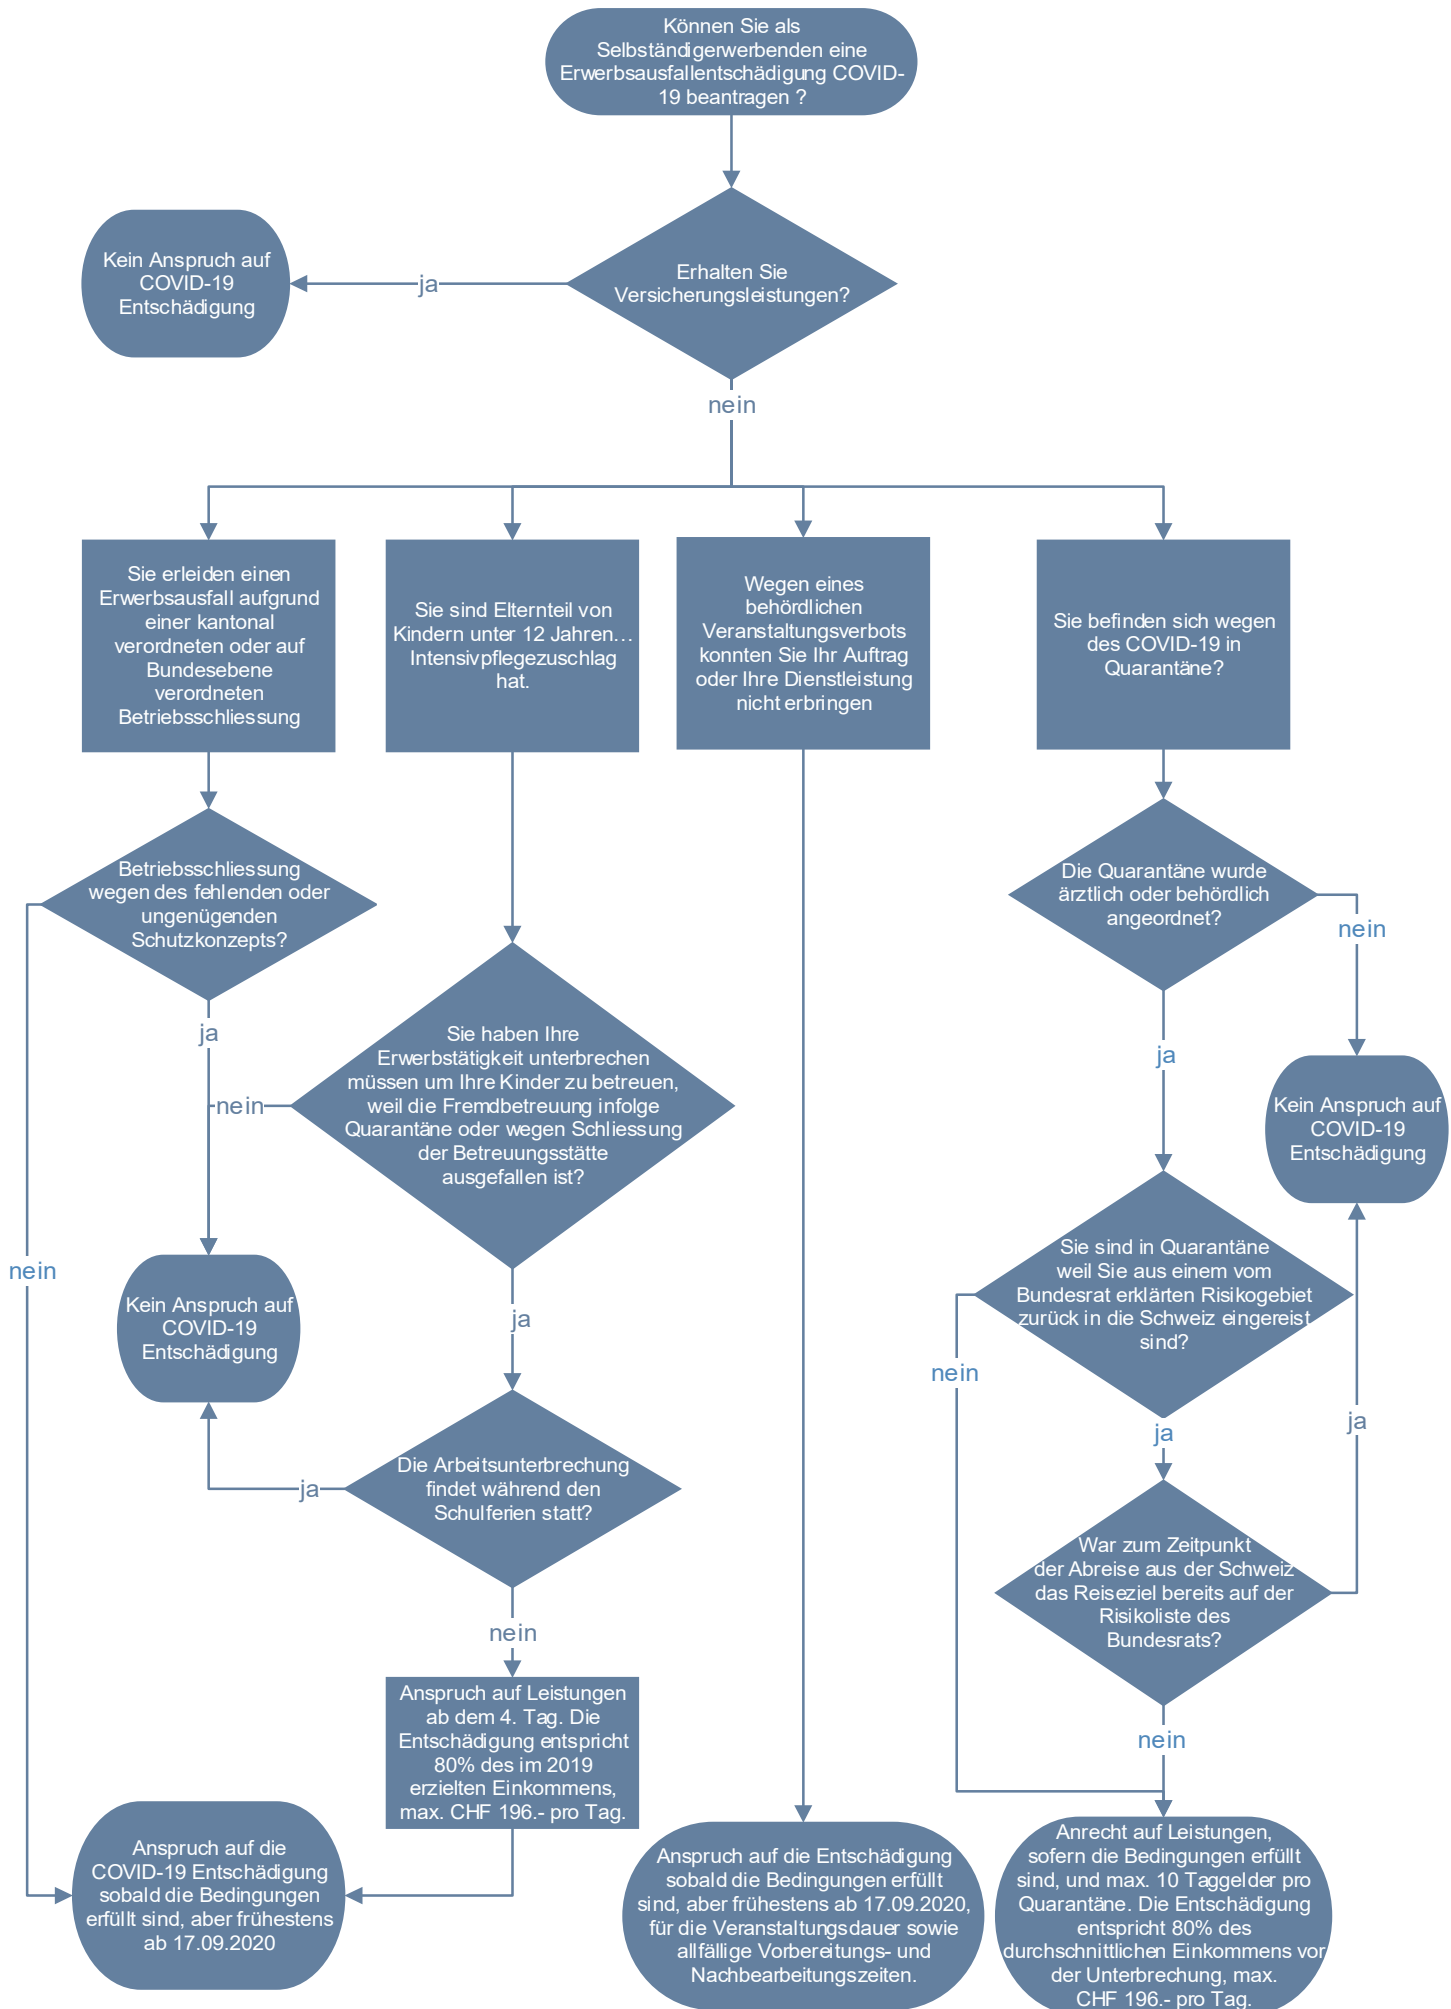 Können Sie als
Selbständigerwerbenden eine
Erwerbsausfallentschädigung COVID-
19 beantragen ?
Kein Anspruch auf
COVID-19
Entschädigung
ja
Erhalten Sie
Versicherungsleistungen?
nein
Sie erleiden einen
Erwerbsausfall aufgrund
einer kantonal
verordneten oder auf
Bundesebene
verordneten
Betriebsschliessung
Sie sind Elternteil von
Kindern unter 12 Jahren…
Intensivpflegezuschlag
hat.
Wegen eines
behördlichen
Veranstaltungsverbots
konnten Sie Ihr Auftrag
oder Ihre Dienstleistung
nicht erbringen
Sie befinden sich wegen
des COVID-19 in
Quarantäne?
Betriebsschliessung
wegen des fehlenden oder
ungenügenden
Schutzkonzepts?
ja
nein
Sie haben Ihre
Erwerbstätigkeit unterbrechen
müssen um Ihre Kinder zu betreuen,
weil die Fremdbetreuung infolge
Quarantäne oder wegen Schliessung
der Betreuungsstätte
ausgefallen ist?
nein
ja
Die Quarantäne wurde
ärztlich oder behördlich
angeordnet?
nein
ja
Kein Anspruch auf
COVID-19
Entschädigung
Kein Anspruch auf
COVID-19
Entschädigung
Sie sind in Quarantäne
weil Sie aus einem vom
Bundesrat erklärten Risikogebiet
zurück in die Schweiz eingereist
sind?
nein
ja
ja
Die Arbeitsunterbrechung
findet während den
Schulferien statt?
ja
nein
War zum Zeitpunkt
der Abreise aus der Schweiz
das Reiseziel bereits auf der
Risikoliste des
Bundesrats?
nein
Anspruch auf Leistungen
ab dem 4. Tag. Die
Entschädigung entspricht
80% des im 2019
erzielten Einkommens,
max. CHF 196.- pro Tag.
Anspruch auf die
COVID-19 Entschädigung
sobald die Bedingungen
erfüllt sind, aber frühestens
ab 17.09.2020
Anspruch auf die Entschädigung
sobald die Bedingungen erfüllt
sind, aber frühestens ab 17.09.2020,
für die Veranstaltungsdauer sowie
allfällige Vorbereitungs- und
Nachbearbeitungszeiten.
Anrecht auf Leistungen,
sofern die Bedingungen erfüllt
sind, und max. 10 Taggelder pro
Quarantäne. Die Entschädigung
entspricht 80% des
durchschnittlichen Einkommens vor
der Unterbrechung, max.
CHF 196.- pro Tag.